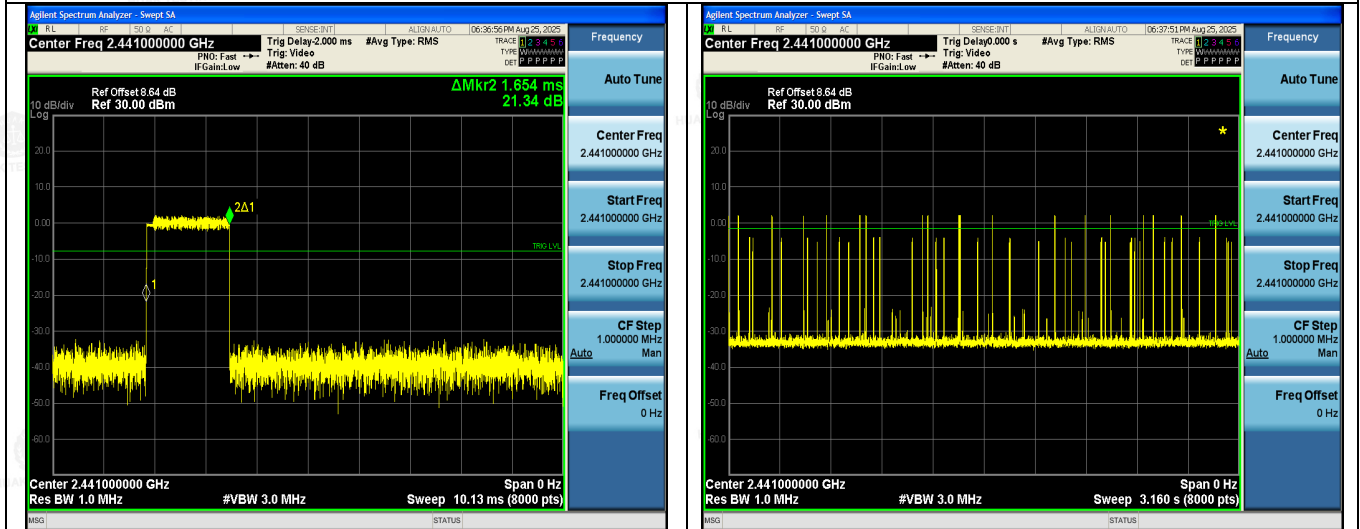 Agilent Spectrum Analyzer - Swept SA
LXI RL RF 50 Ω AC SENSE:INT ALIGN AUTO 06:36:56 PM Aug 25, 2025
Center Freq 2.441000000 GHz
PNO: Fast
IFGain:Low
Trig Delay-2.000 ms
Trig: Video
#Atten: 40 dB
#Avg Type: RMS
TRACE 1 2 3 4 5 6
TYPE
DET P P P P P P
ΔMkr2 1.654 ms
21.34 dB
Ref Offset 8.64 dB
10 dB/div Ref 30.00 dBm
Log
20.0
10.0
0.00
-10.0
-20.0
-30.0
-40.0
-50.0
-60.0
2Δ1
1
TRIG LVL
Center 2.441000000 GHz Span 0 Hz
Res BW 1.0 MHz #VBW 3.0 MHz Sweep 10.13 ms (8000 pts)
MSG STATUS
Frequency
Auto Tune
Center Freq
2.441000000 GHz
Start Freq
2.441000000 GHz
Stop Freq
2.441000000 GHz
CF Step
1.000000 MHz
Auto Man
Freq Offset
0 Hz
Agilent Spectrum Analyzer - Swept SA
LXI RL RF 50 Ω AC SENSE:INT ALIGN AUTO 06:37:51 PM Aug 25, 2025
Center Freq 2.441000000 GHz
PNO: Fast
IFGain:Low
Trig Delay0.000 s
Trig: Video
#Atten: 40 dB
#Avg Type: RMS
TRACE 1 2 3 4 5 6
TYPE
DET P P P P P P
Ref Offset 8.64 dB
10 dB/div Ref 30.00 dBm
Log
20.0
10.0
0.00
-10.0
-20.0
-30.0
-40.0
-50.0
-60.0
*
TRIG LVL
Center 2.441000000 GHz Span 0 Hz
Res BW 1.0 MHz #VBW 3.0 MHz Sweep 3.160 s (8000 pts)
MSG STATUS
Frequency
Auto Tune
Center Freq
2.441000000 GHz
Start Freq
2.441000000 GHz
Stop Freq
2.441000000 GHz
CF Step
1.000000 MHz
Auto Man
Freq Offset
0 Hz